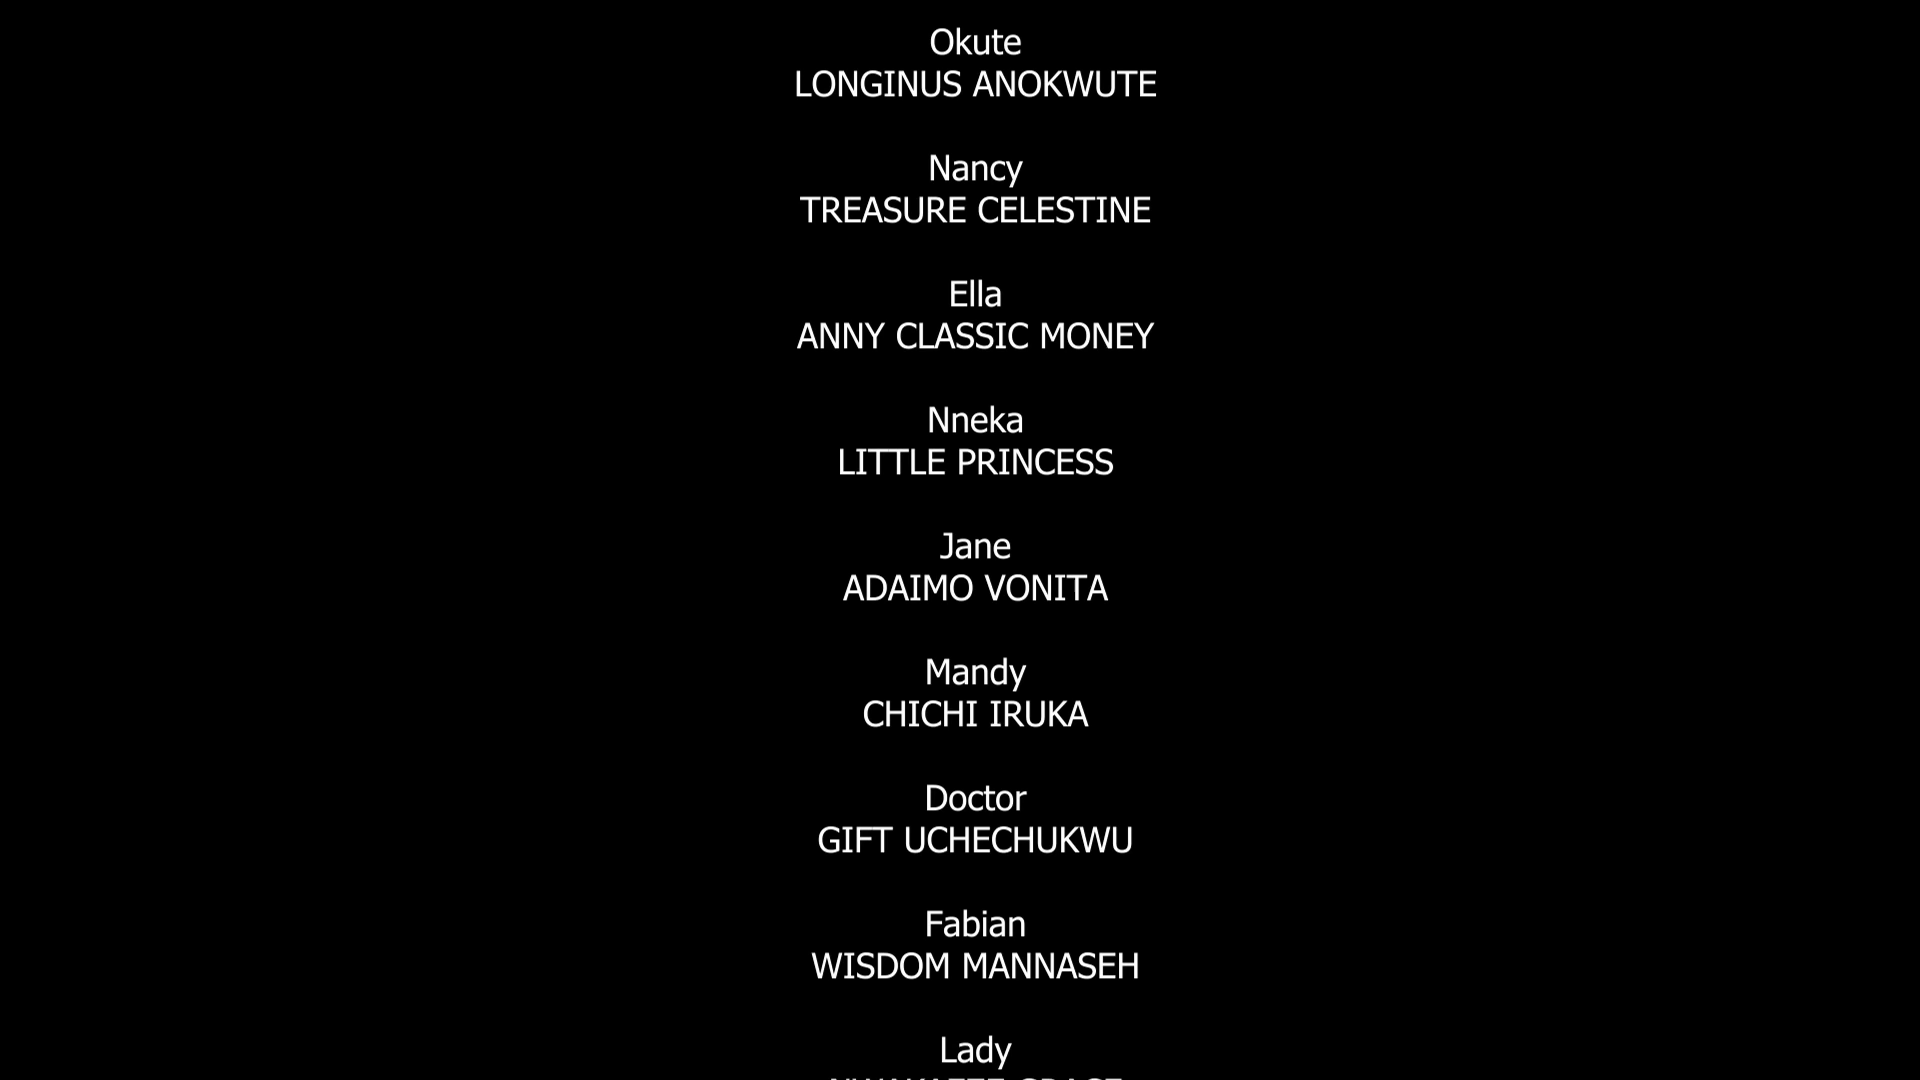 Okute
LONGINUS ANOKWUTE
Nancy
TREASURE CELESTINE
Ella
ANNY CLASSIC MONEY
Nneka
LITTLE PRINCESS
Jane
ADAIMO VONITA
Mandy
CHICHI IRUKA
Doctor
GIFT UCHECHUKWU
Fabian
WISDOM MANNASEH
Lady